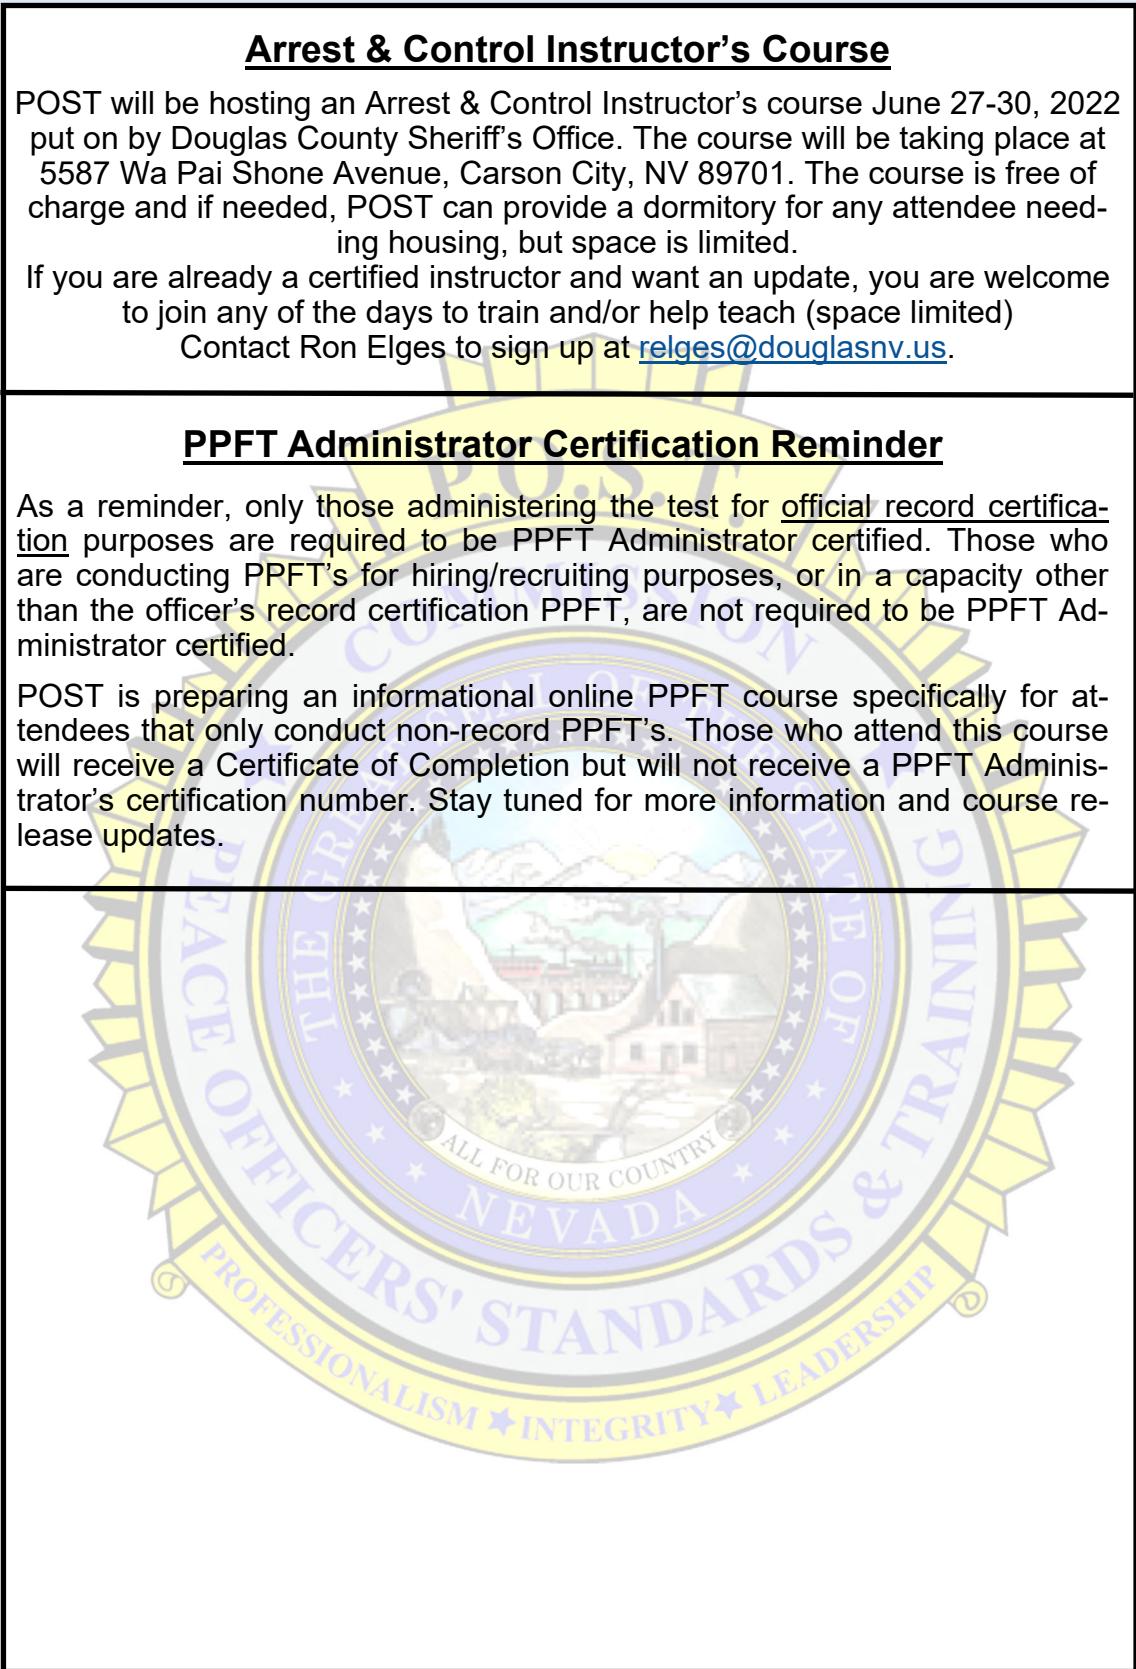 Arrest & Control Instructor’s Course
POST will be hosting an Arrest & Control Instructor’s course June 27-30, 2022
put on by Douglas County Sheriff’s Office. The course will be taking place at
5587 Wa Pai Shone Avenue, Carson City, NV 89701. The course is free of
charge and if needed, POST can provide a dormitory for any attendee need-
ing housing, but space is limited.
If you are already a certified instructor and want an update, you are welcome
to join any of the days to train and/or help teach (space limited)
Contact Ron Elges to sign up at relges@douglasnv.us.
PPFT Administrator Certification Reminder
As a reminder, only those administering the test for official record certifica-
tion purposes are required to be PPFT Administrator certified. Those who
are conducting PPFT’s for hiring/recruiting purposes, or in a capacity other
than the officer’s record certification PPFT, are not required to be PPFT Ad-
ministrator certified.
POST is preparing an informational online PPFT course specifically for at-
tendees that only conduct non-record PPFT’s. Those who attend this course
will receive a Certificate of Completion but will not receive a PPFT Adminis-
trator’s certification number. Stay tuned for more information and course re-
lease updates.
P.O.S.T.
COMMISSION
PEACE OFFICERS' STANDARDS & TRAINING
THE GREAT SEAL OF THE STATE OF
NEVADA
ALL FOR OUR COUNTRY
PROFESSIONALISM ★ INTEGRITY ★ LEADERSHIP